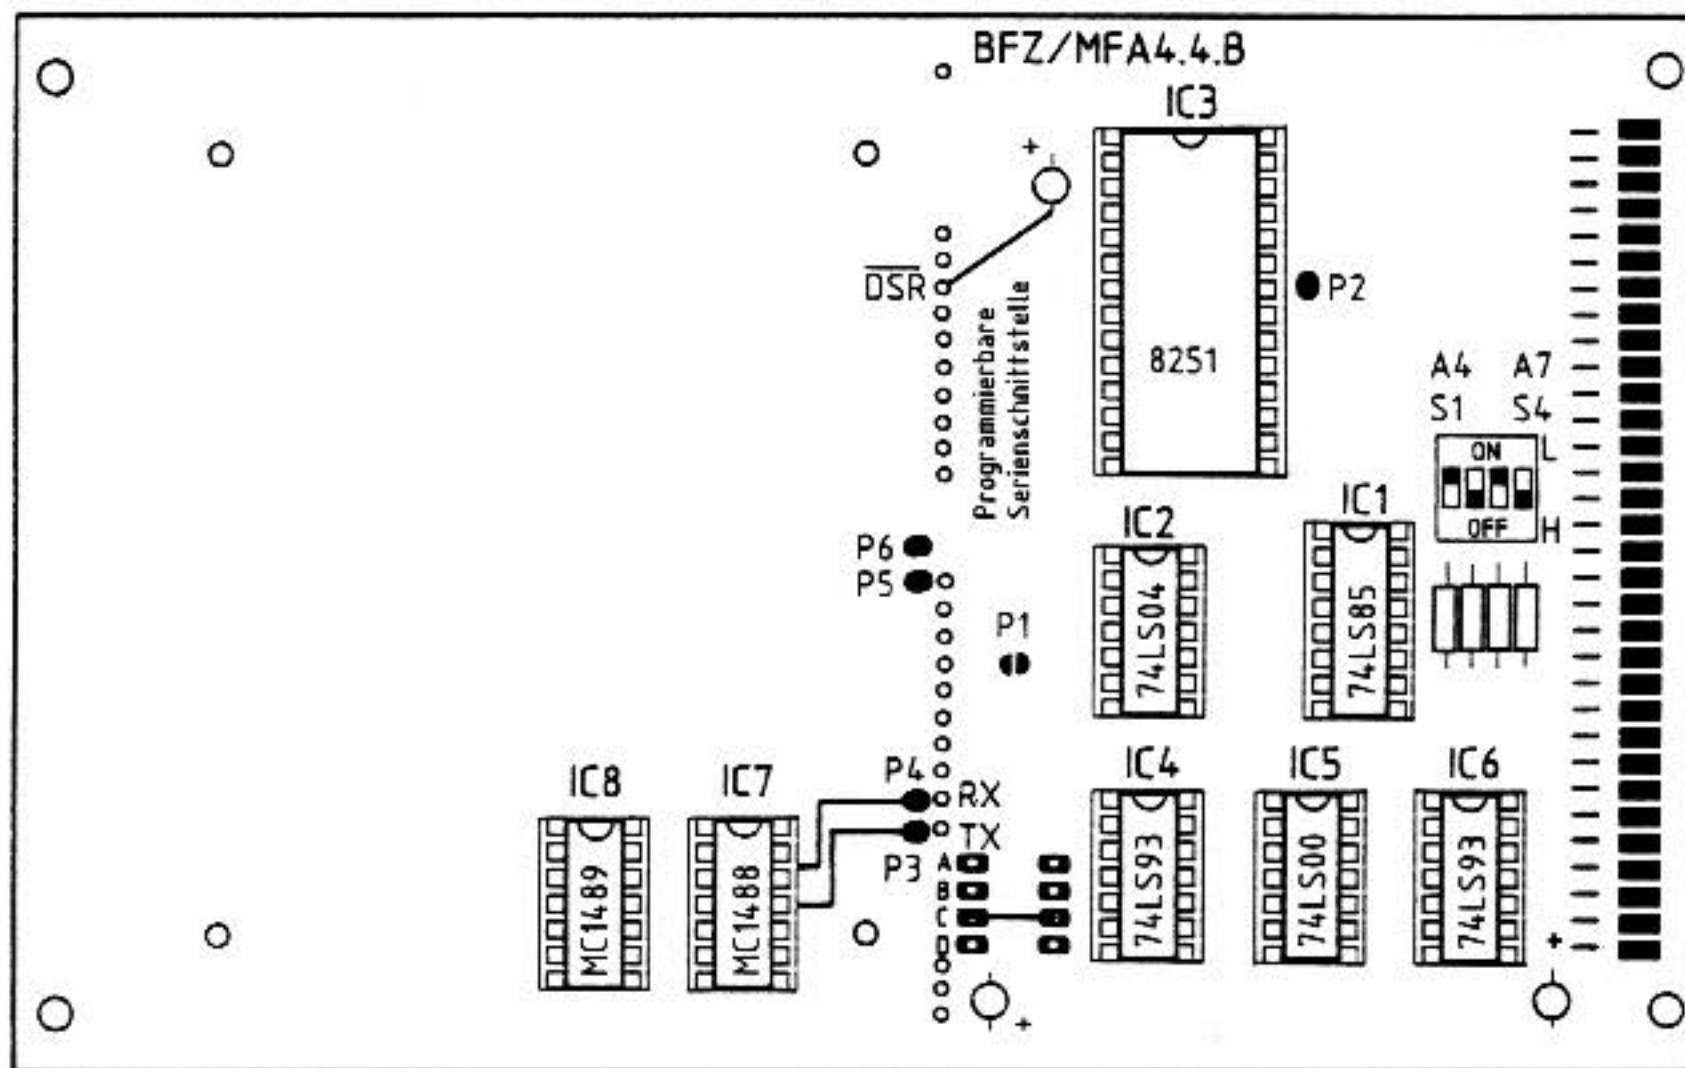 BFZ/MFA4.4.B
IC3
+
DSR
8251
P2
Programmierbare
Serienschnittstelle
A4 A7
S1 S4
ON
L
OFF
H
IC1
74LS85
IC2
74LS04
P6
P5
P1
IC8
MC1489
IC7
MC1488
P4
RX
TX
P3
A
B
C
D
IC4
74LS93
IC5
74LS00
IC6
74LS93
+
+